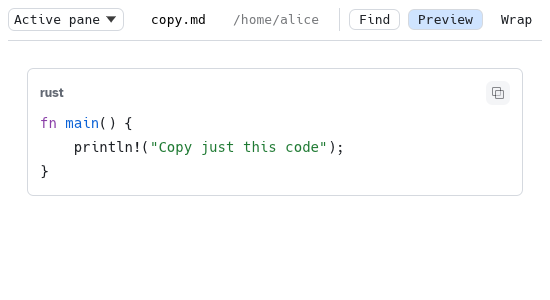 Active pane copy.md /home/alice Find Preview Wrap
rust
fn main() {
    println!("Copy just this code");
}